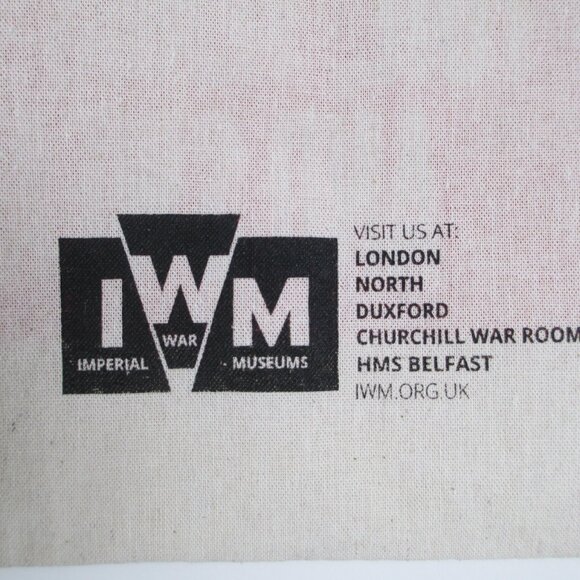 IWM
IMPERIAL WAR MUSEUMS
VISIT US AT:
LONDON
NORTH
DUXFORD
CHURCHILL WAR ROOM
HMS BELFAST
IWM.ORG.UK